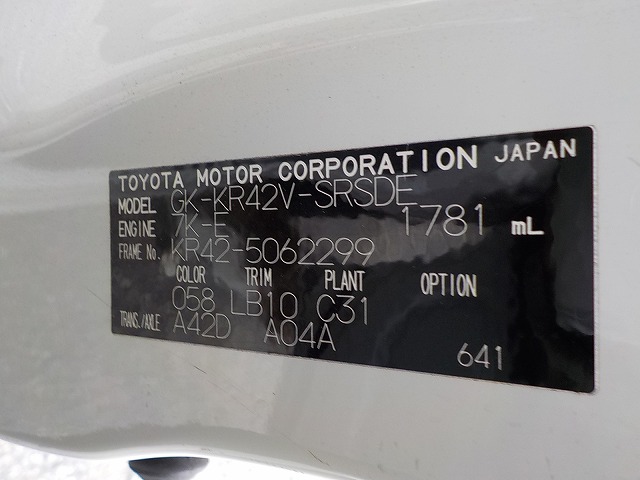 TOYOTA MOTOR CORPORATION JAPAN
MODEL GK-KR42V-SRSDE
ENGINE 7K-E 1781 mL
FRAME No. KR42-5062299
COLOR TRIM PLANT OPTION
058 LB10 C31
TRANS./AXLE A42D A04A
641